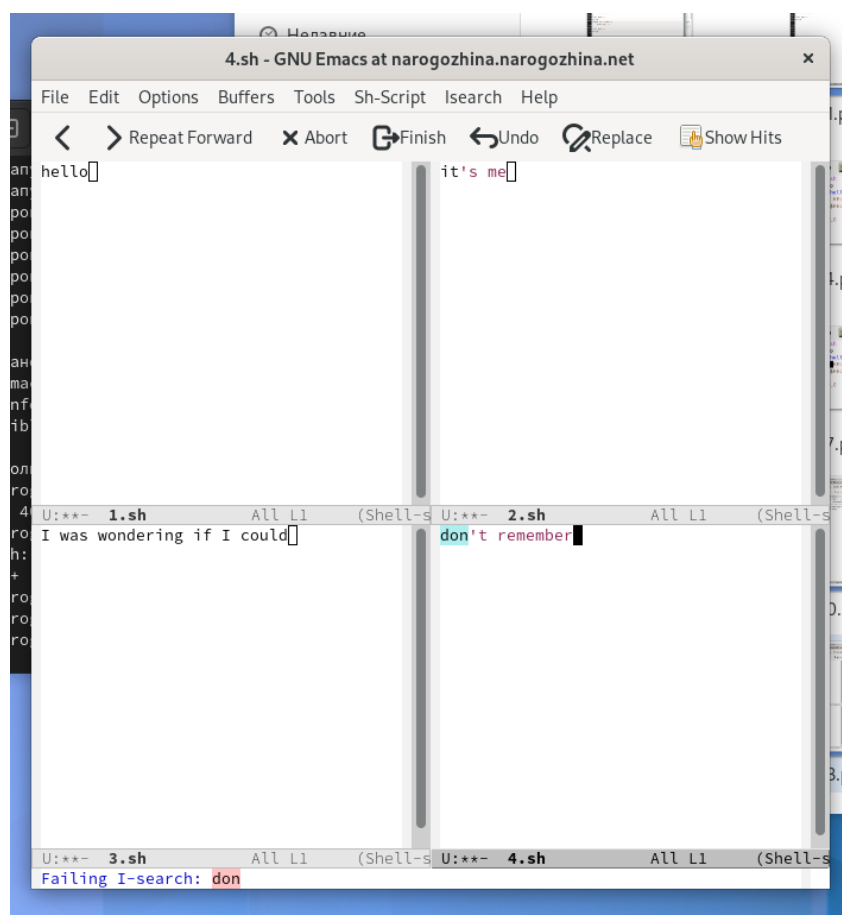 Недавние
4.sh - GNU Emacs at narogozhina.narogozhina.net ×
File Edit Options Buffers Tools Sh-Script Isearch Help
Repeat Forward Abort Finish Undo Replace Show Hits
hello
it's me
U:**- 1.sh All L1 (Shell-s
U:**- 2.sh All L1 (Shell-s
I was wondering if I could
don't remember
U:**- 3.sh All L1 (Shell-s
U:**- 4.sh All L1 (Shell-s
Failing I-search: don